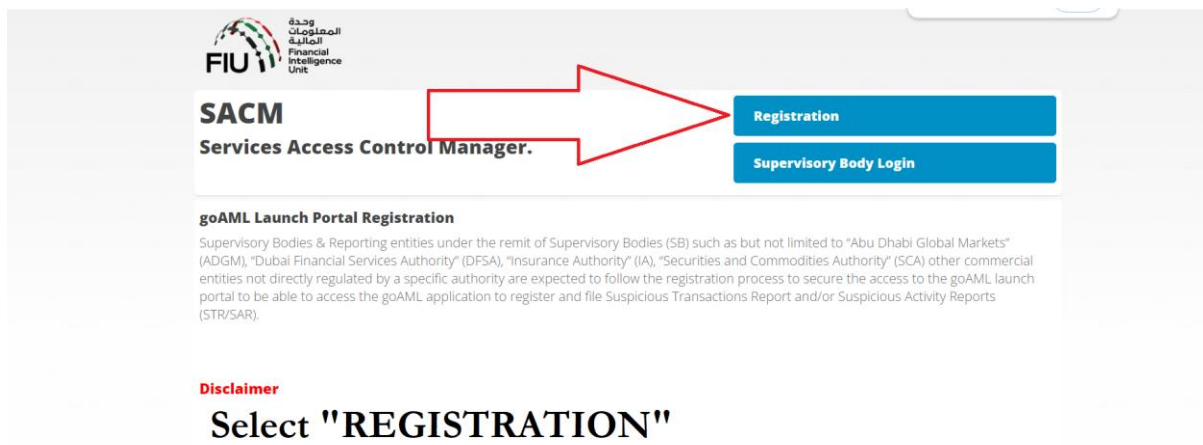 وحدة
المعلومات
المالية
FIU
Financial
Intelligence
Unit
SACM
Services Access Control Manager.
Registration
Supervisory Body Login
goAML Launch Portal Registration
Supervisory Bodies & Reporting entities under the remit of Supervisory Bodies (SB) such as but not limited to "Abu Dhabi Global Markets"
(ADGM), "Dubai Financial Services Authority" (DFSA), "Insurance Authority" (IA), "Securities and Commodities Authority" (SCA) other commercial
entities not directly regulated by a specific authority are expected to follow the registration process to secure the access to the goAML launch
portal to be able to access the goAML application to register and file Suspicious Transactions Report and/or Suspicious Activity Reports
(STR/SAR).
Disclaimer
Select "REGISTRATION"